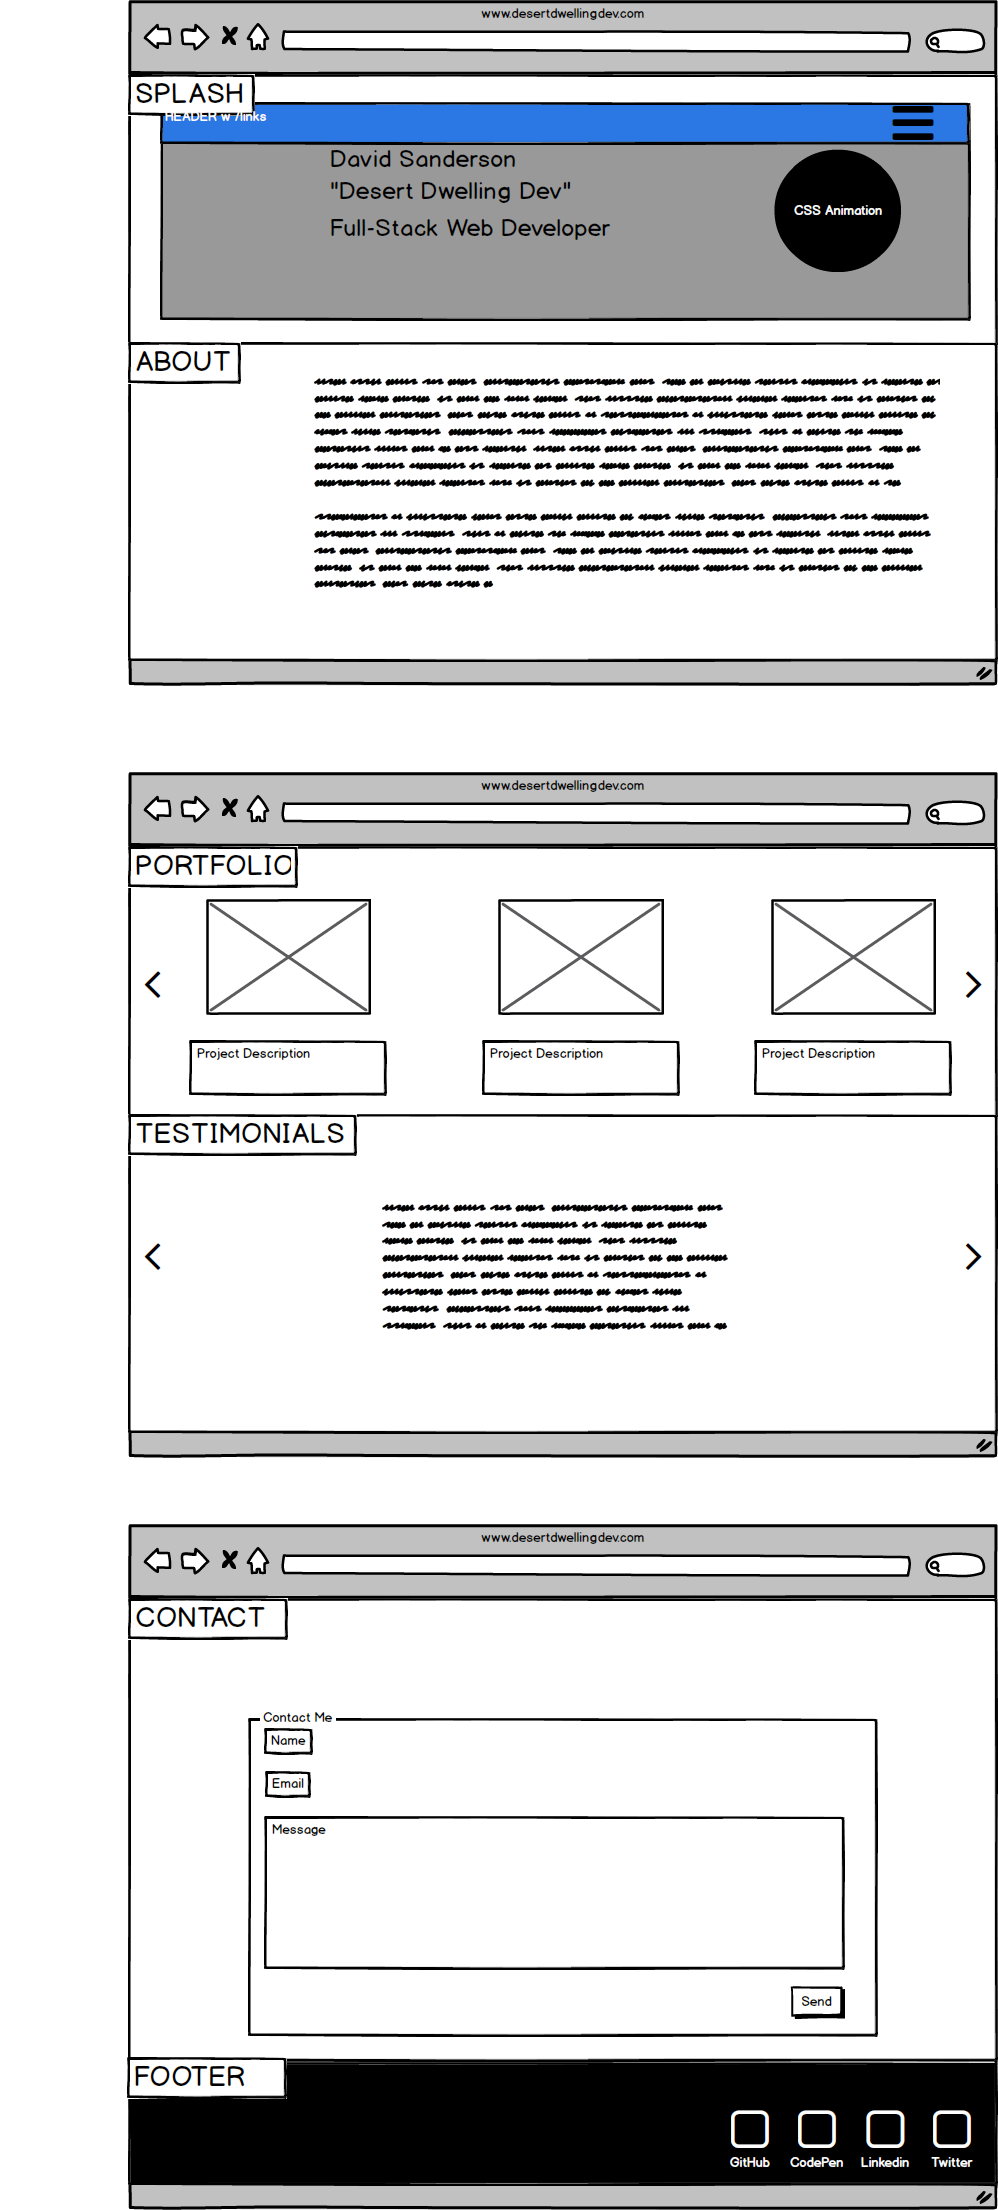 www.desertdwellingdev.com
SPLASH
HEADER w /links
David Sanderson
"Desert Dwelling Dev"
Full-Stack Web Developer
CSS Animation
ABOUT
www.desertdwellingdev.com
PORTFOLIO
Project Description
Project Description
Project Description
TESTIMONIALS
www.desertdwellingdev.com
CONTACT
Contact Me
Name
Email
Message
Send
FOOTER
GitHub
CodePen
Linkedin
Twitter